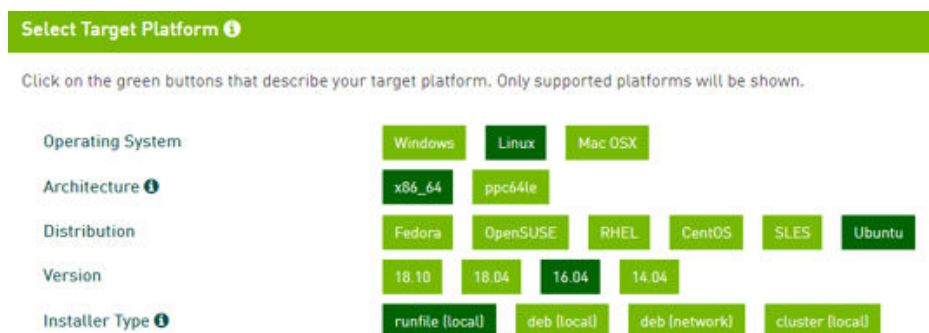 Select Target Platform
Click on the green buttons that describe your target platform. Only supported platforms will be shown.
Operating System Windows Linux Mac OSX
Architecture x86_64 ppc64le
Distribution Fedora OpenSUSE RHEL CentOS SLES Ubuntu
Version 18.10 18.04 16.04 14.04
Installer Type runfile (local) deb (local) deb (network) cluster (local)